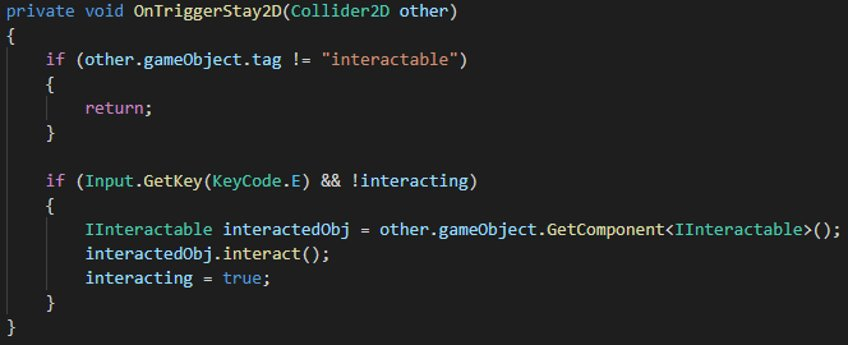 private void OnTriggerStay2D(Collider2D other)
{
    if (other.gameObject.tag != "interactable")
    {
        return;
    }

    if (Input.GetKey(KeyCode.E) && !interacting)
    {
        IInteractable interactedObj = other.gameObject.GetComponent<IInteractable>();
        interactedObj.interact();
        interacting = true;
    }
}